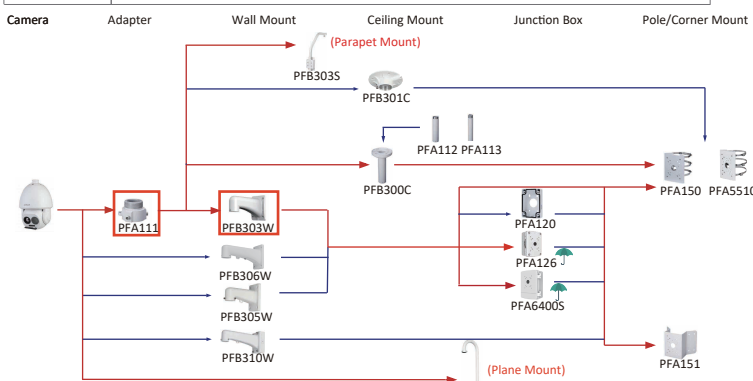 Camera Adapter Wall Mount Ceiling Mount Junction Box Pole/Corner Mount
(Parapet Mount)
PFB303S
PFB301C
PFA112 PFA113
PFB300C
PFA150 PFA5510
PFA111
PFB303W
PFA120
PFB306W
PFA126
PFB305W
PFA6400S
PFB310W
PFA151
(Plane Mount)